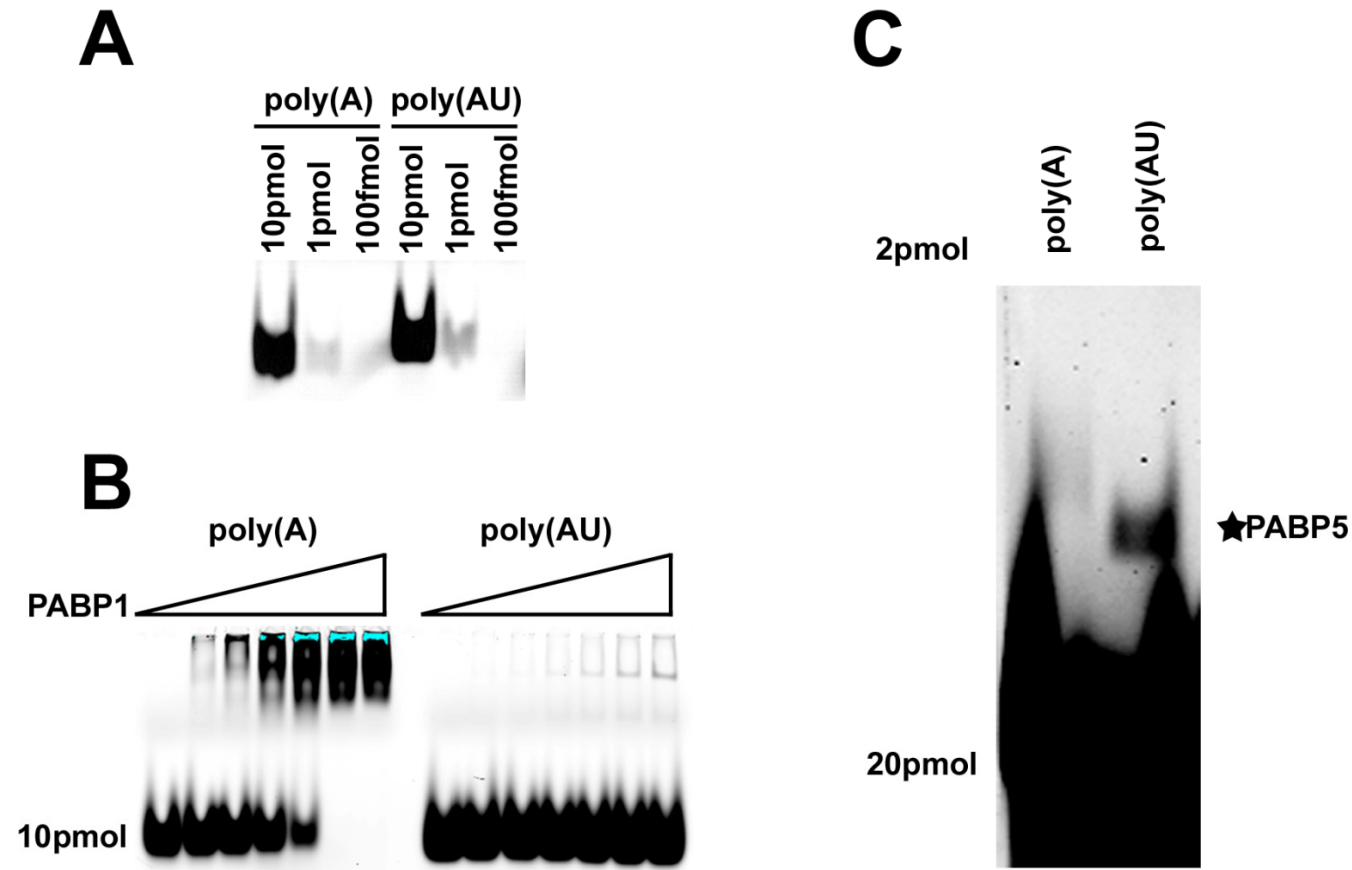 A
poly(A) poly(AU)
10pmol 1pmol 100fmol 10pmol 1pmol 100fmol
B
poly(A) poly(AU)
PABP1
10pmol
C
poly(A) poly(AU)
2pmol
★PABP5
20pmol